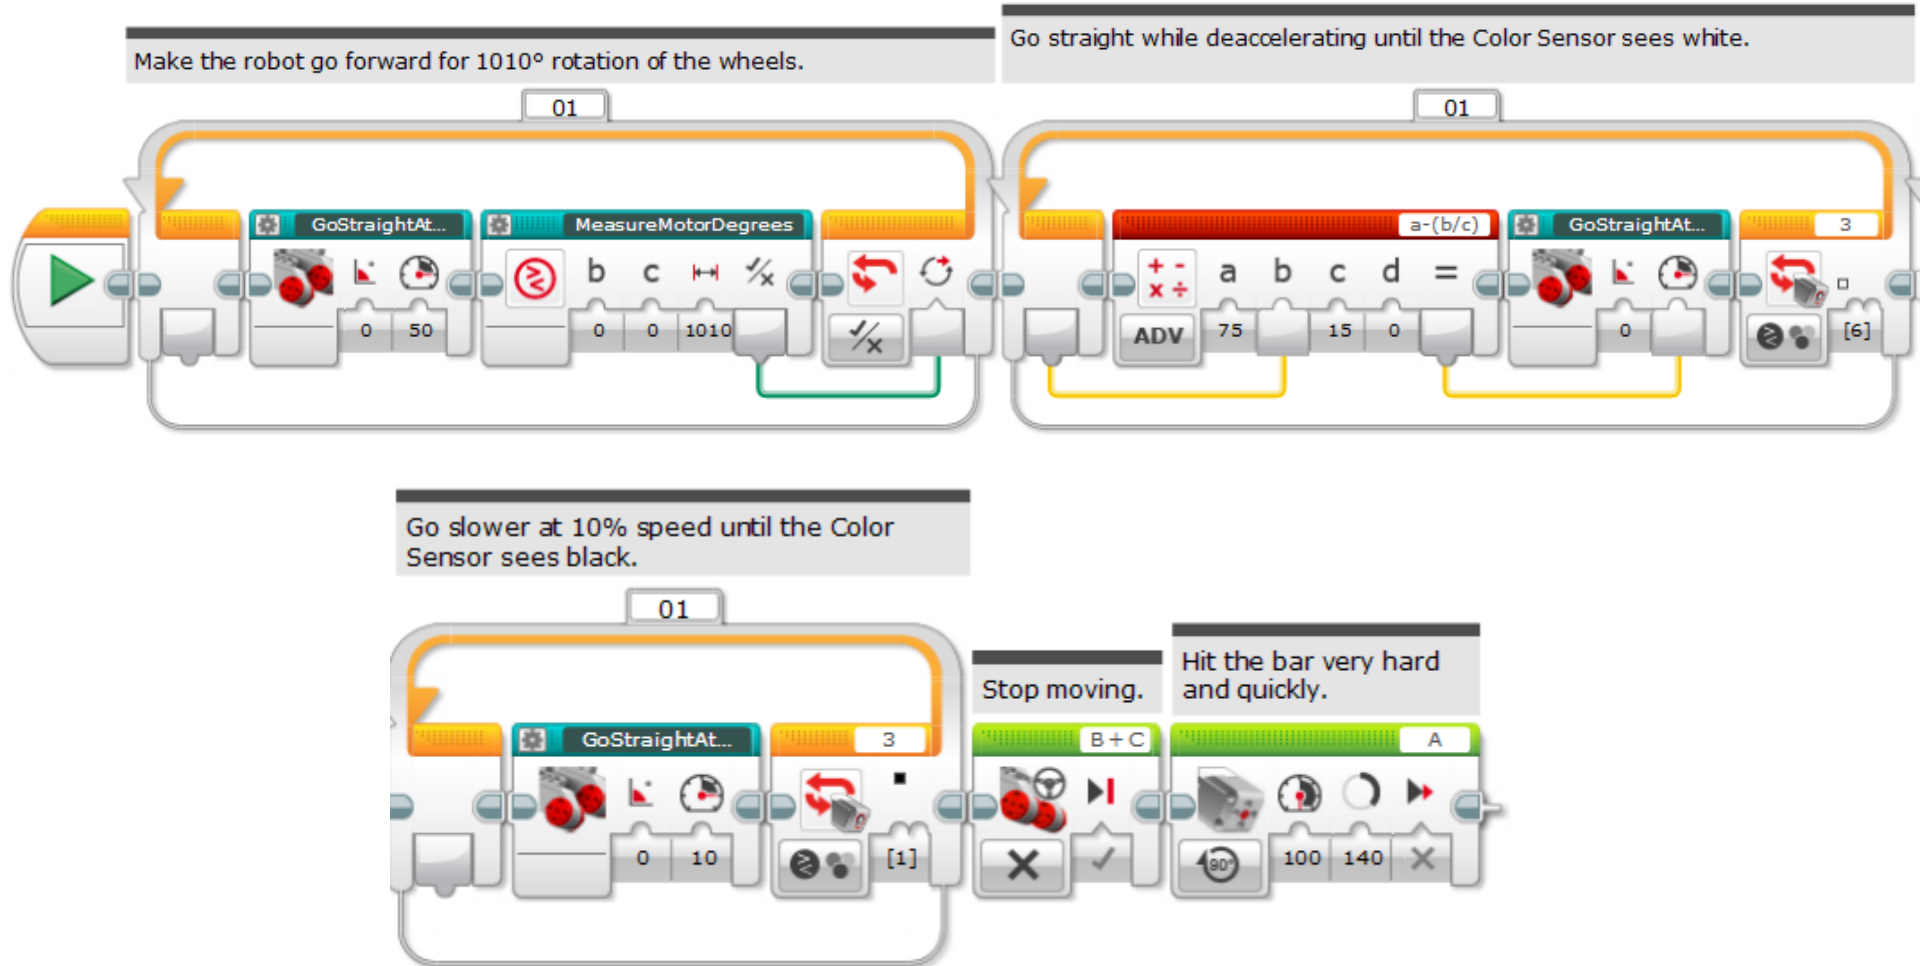 Make the robot go forward for 1010º rotation of the wheels.
Go straight while deaccelerating until the Color Sensor sees white.
01
01
GoStraightAt...
MeasureMotorDegrees
a-(b/c)
GoStraightAt...
3
b c
a b c d =
0 50
0 0 1010
ADV 75 15 0
0
[6]
Go slower at 10% speed until the Color
Sensor sees black.
01
Stop moving.
Hit the bar very hard
and quickly.
GoStraightAt...
3
B+C
A
0 10
[1]
90°
100 140